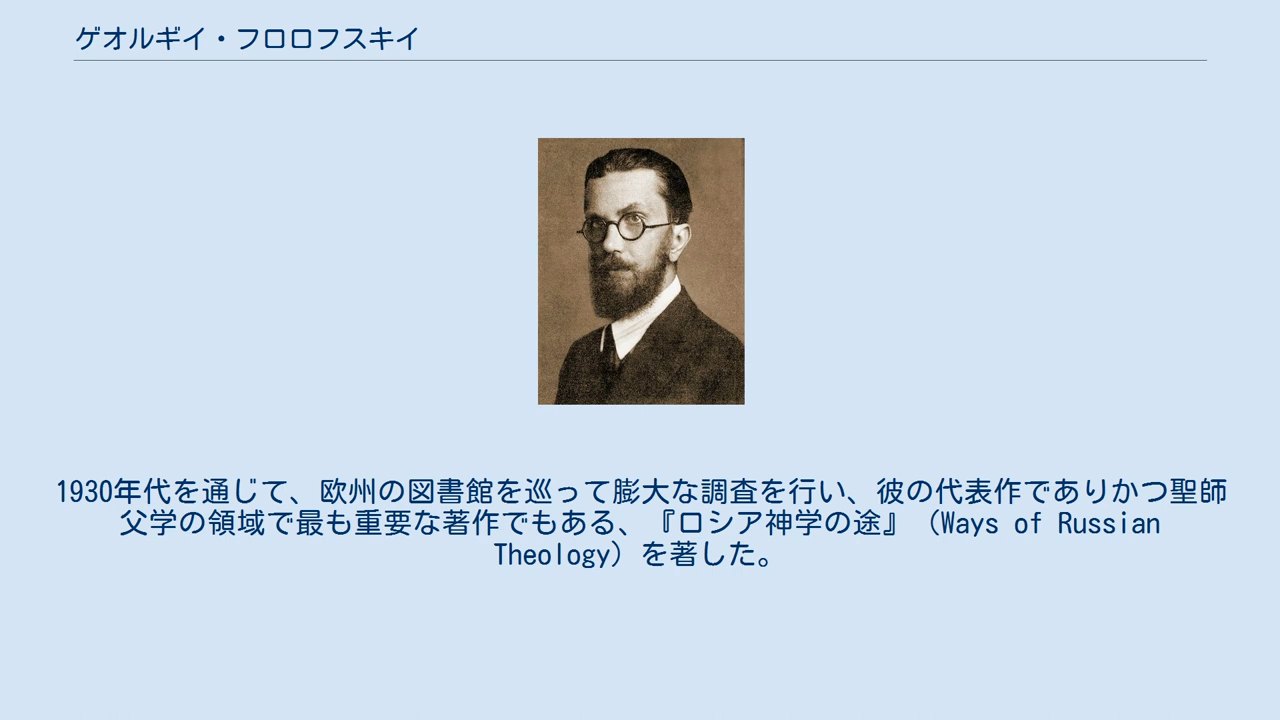 ゲオルギイ・フロロフスキイ
1930年代を通じて、欧州の図書館を巡って膨大な調査を行い、彼の代表作でありかつ聖師
父学の領域で最も重要な著作でもある、『ロシア神学の途』（Ways of Russian
Theology）を著した。